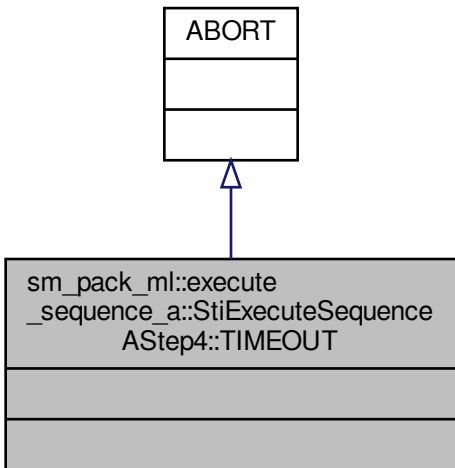 ABORT
sm_pack_ml::execute
_sequence_a::StiExecuteSequence
AStep4::TIMEOUT